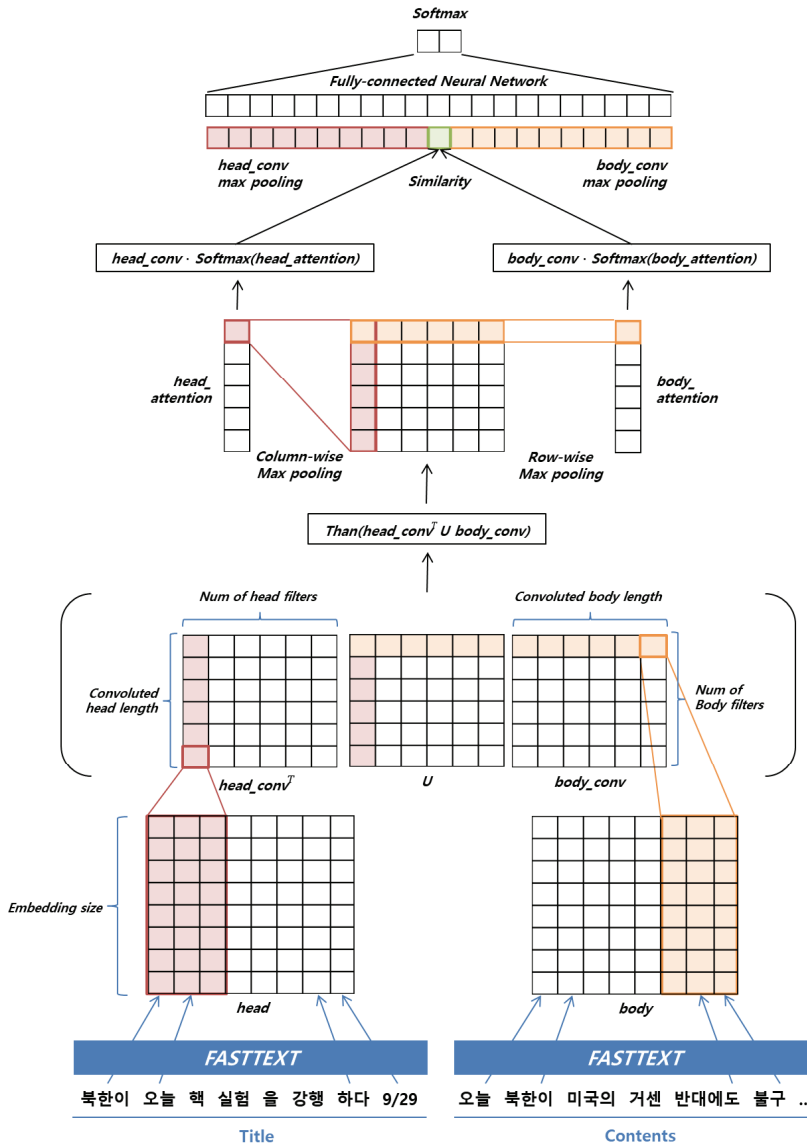 Softmax
Fully-connected Neural Network
head_conv
max pooling
Similarity
body_conv
max pooling
head_conv · Softmax(head_attention)
body_conv · Softmax(body_attention)
head_
attention
body_
attention
Column-wise
Max pooling
Row-wise
Max pooling
Than(head_conv^T U body_conv)
Num of head filters
Convoluted body length
Convoluted
head length
Num of
Body filters
head_conv^T
U
body_conv
Embedding size
head
body
FASTTEXT
FASTTEXT
북한이 오늘 핵 실험 을 강행 하다 9/29
오늘 북한이 미국의 거센 반대에도 불구 ..
Title
Contents